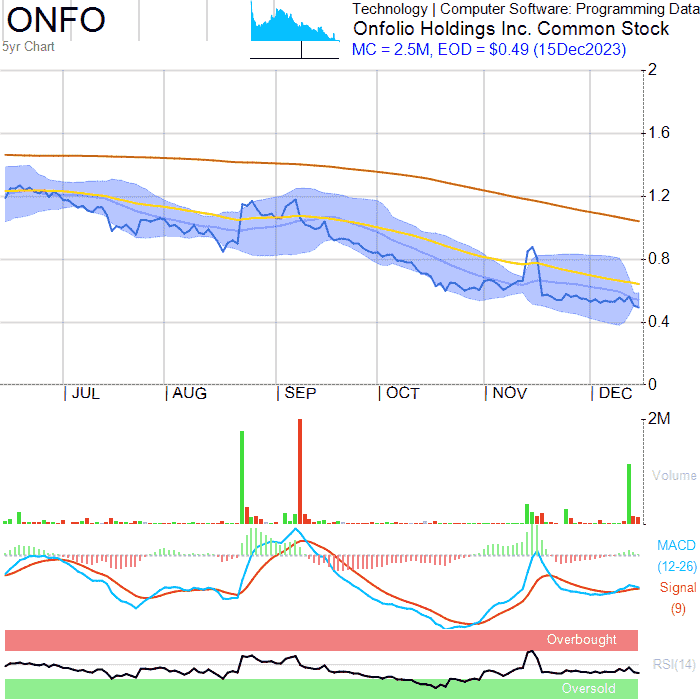 ONFO
5yr Chart
Technology | Computer Software: Programming Data
Onfolio Holdings Inc. Common Stock
MC = 2.5M, EOD = $0.49 (15Dec2023)
2
1.6
1.2
0.8
0.4
0
JUL AUG SEP OCT NOV DEC
2M
Volume
MACD
(12-26)
Signal
(9)
Overbought
RSI(14)
Oversold